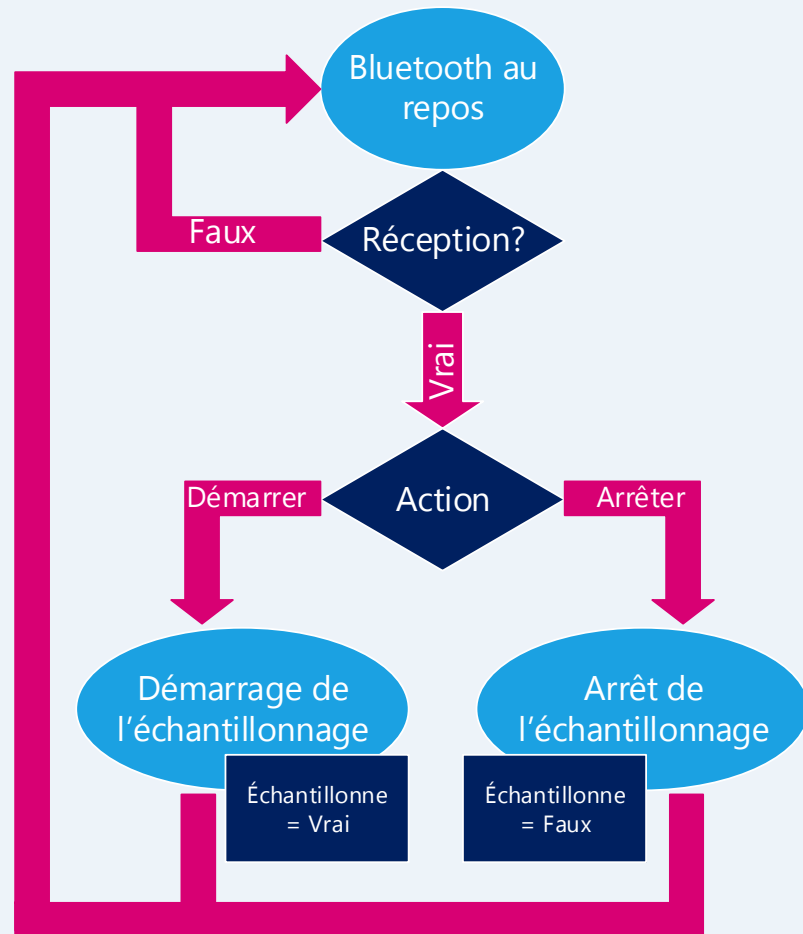 Bluetooth au
repos
Faux
Réception?
Vrai
Démarrer
Action
Arrêter
Démarrage de
l’échantillonnage
Échantillonne
= Vrai
Arrêt de
l’échantillonnage
Échantillonne
= Faux